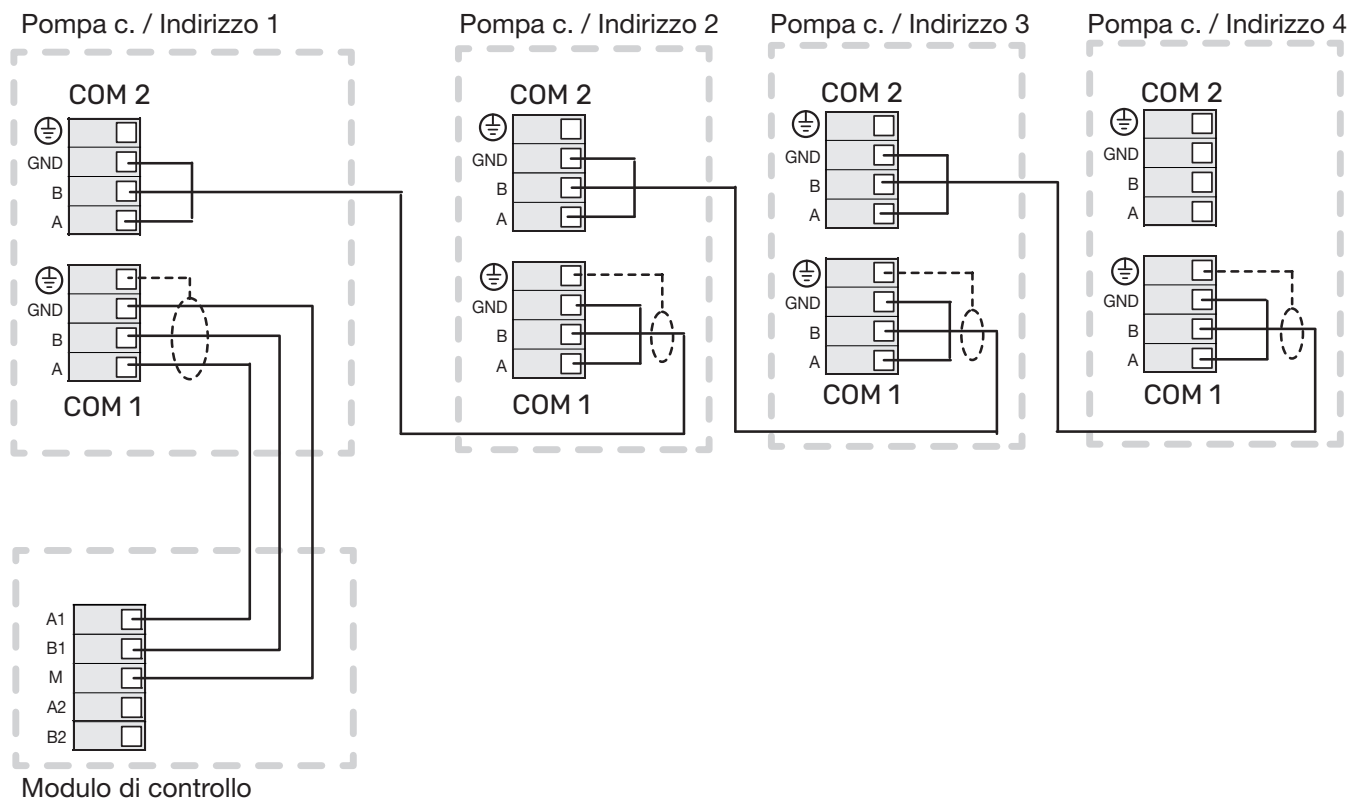 Pompa c. / Indirizzo 1
COM 2
GND
B
A
GND
B
A
COM 1
Pompa c. / Indirizzo 2
COM 2
GND
B
A
GND
B
A
COM 1
Pompa c. / Indirizzo 3
COM 2
GND
B
A
GND
B
A
COM 1
Pompa c. / Indirizzo 4
COM 2
GND
B
A
GND
B
A
COM 1
A1
B1
M
A2
B2
Modulo di controllo